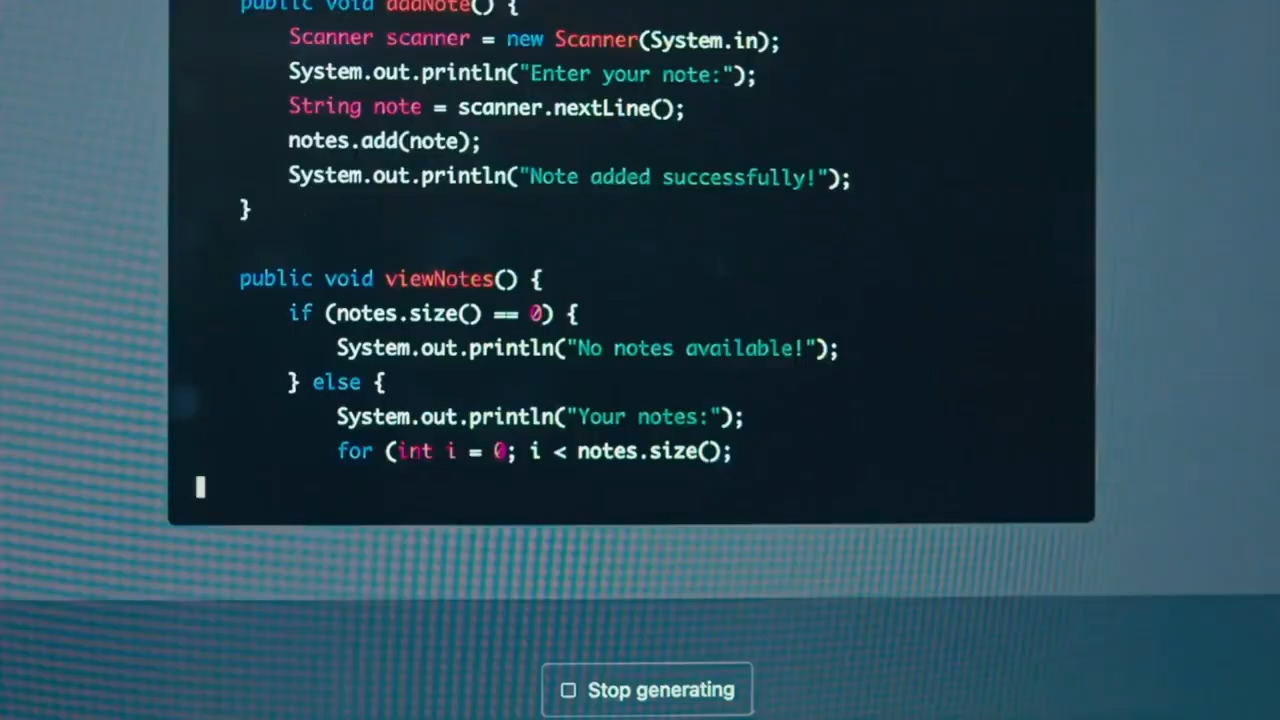 public void addNote() {
Scanner scanner = new Scanner(System.in);
System.out.println("Enter your note:");
String note = scanner.nextLine();
notes.add(note);
System.out.println("Note added successfully!");
}
public void viewNotes() {
if (notes.size() == 0) {
System.out.println("No notes available!");
} else {
System.out.println("Your notes:");
for (int i = 0; i < notes.size();
Stop generating